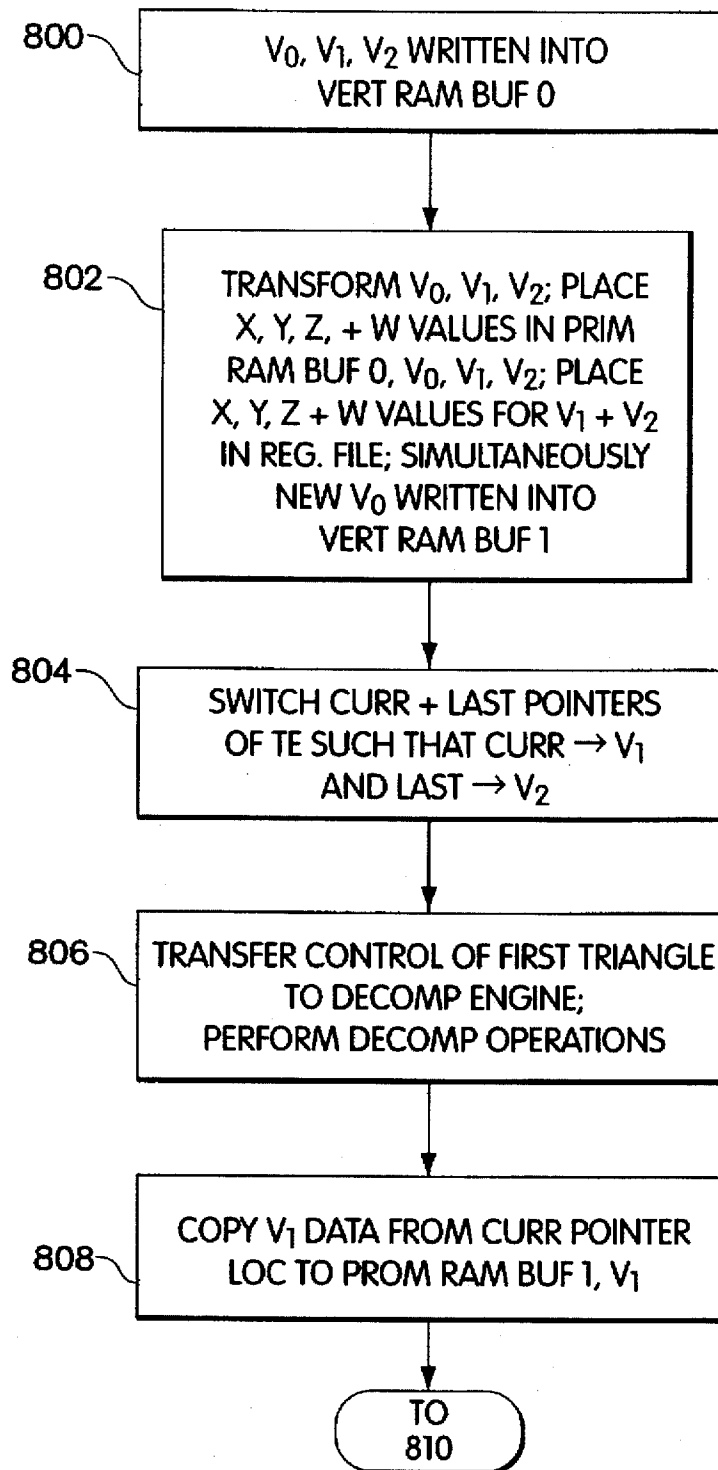 800
V0, V1, V2 WRITTEN INTO
VERT RAM BUF 0
802
TRANSFORM V0, V1, V2; PLACE
X, Y, Z, + W VALUES IN PRIM
RAM BUF 0, V0, V1, V2; PLACE
X, Y, Z + W VALUES FOR V1 + V2
IN REG. FILE; SIMULTANEOUSLY
NEW V0 WRITTEN INTO
VERT RAM BUF 1
804
SWITCH CURR + LAST POINTERS
OF TE SUCH THAT CURR → V1
AND LAST → V2
806
TRANSFER CONTROL OF FIRST TRIANGLE
TO DECOMP ENGINE;
PERFORM DECOMP OPERATIONS
808
COPY V1 DATA FROM CURR POINTER
LOC TO PROM RAM BUF 1, V1
TO
810